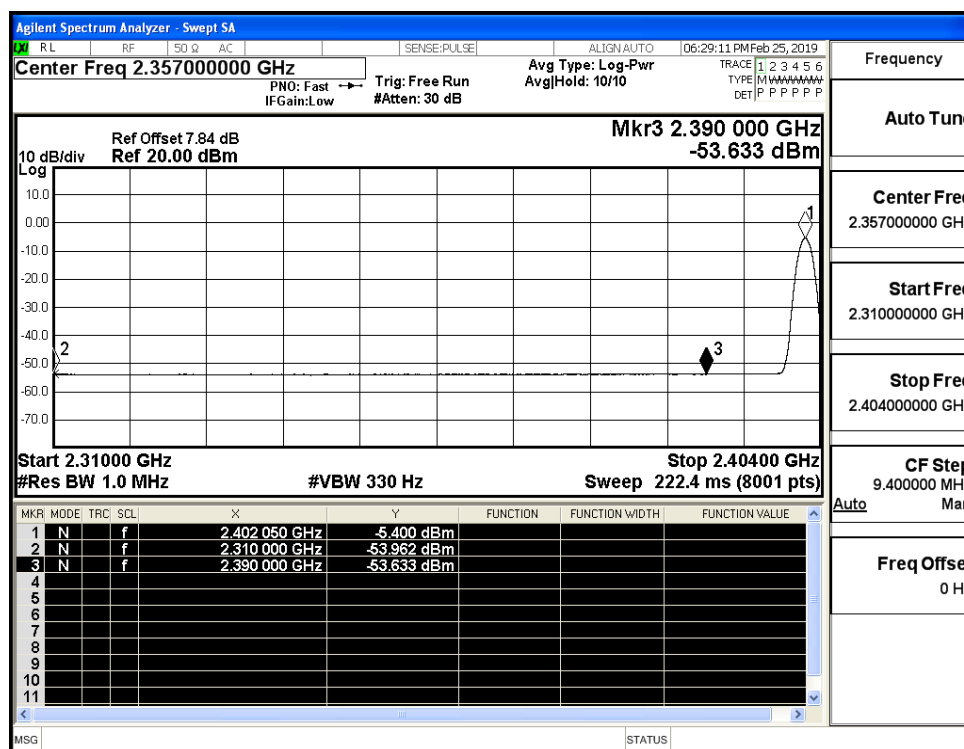 Agilent Spectrum Analyzer - Swept SA
LXI RL RF 50 Ω AC SENSE:PULSE ALIGN AUTO 06:29:11 PM Feb 25, 2019
Center Freq 2.357000000 GHz
PNO: Fast
IFGain:Low
Trig: Free Run
#Atten: 30 dB
Avg Type: Log-Pwr
Avg|Hold: 10/10
TRACE 1 2 3 4 5 6
TYPE M WWWWW
DET P P P P P P
Frequency
Auto Tune
Mkr3 2.390 000 GHz
-53.633 dBm
Ref Offset 7.84 dB
10 dB/div Ref 20.00 dBm
Log
10.0
0.00
-10.0
-20.0
-30.0
-40.0
-50.0
-60.0
-70.0
1
2
3
Start 2.31000 GHz Stop 2.40400 GHz
#Res BW 1.0 MHz #VBW 330 Hz Sweep 222.4 ms (8001 pts)
MKR MODE TRC SCL X Y FUNCTION FUNCTION WIDTH FUNCTION VALUE
1 N f 2.402 050 GHz -5.400 dBm
2 N f 2.310 000 GHz -53.962 dBm
3 N f 2.390 000 GHz -53.633 dBm
4
5
6
7
8
9
10
11
Center Fre
2.357000000 GH
Start Fre
2.310000000 GH
Stop Fre
2.404000000 GH
CF Step
9.400000 MH
Auto Ma
Freq Offse
0 H
MSG STATUS